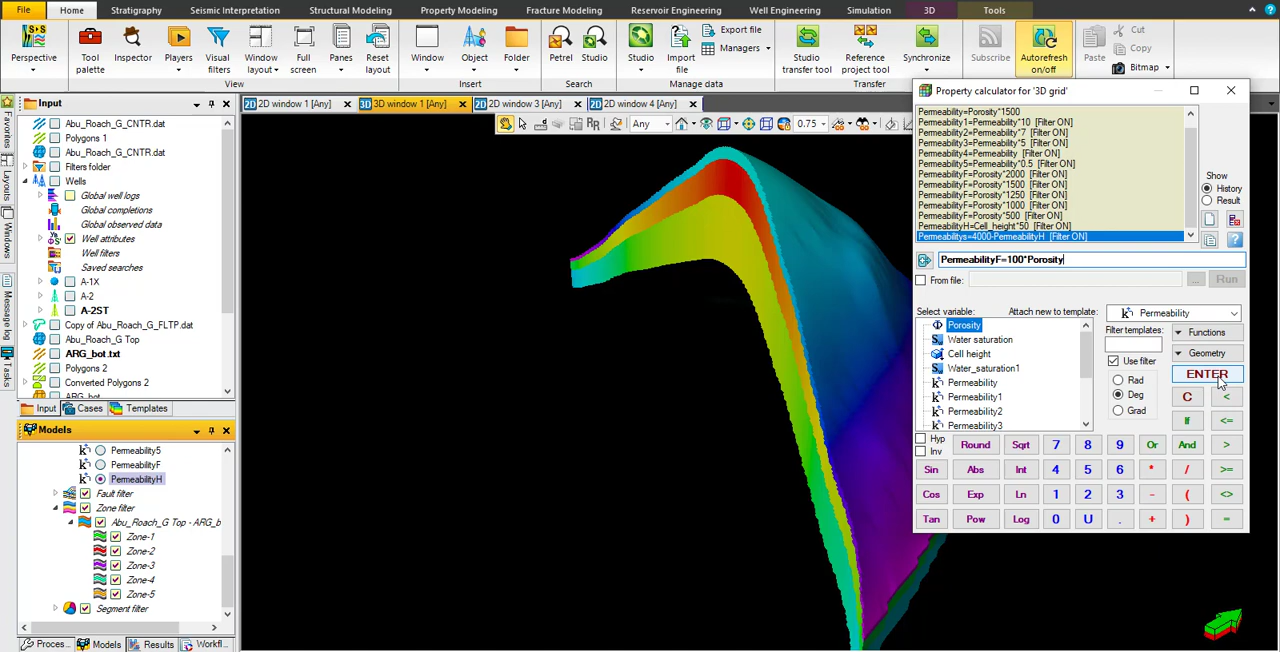 File Home Stratigraphy Seismic Interpretation Structural Modeling Property Modeling Fracture Modeling Reservoir Engineering Well Engineering Simulation 3D Tools
Perspective Tool palette Inspector Players Visual filters Window layout Full screen Panes Reset layout
View
Window Object Folder
Insert
Petrel Studio
Search
Studio Import file Export file Managers
Manage data
Studio transfer tool Reference project tool Synchronize
Transfer
Subscribe Autorefresh on/off
Paste Cut Copy Bitmap
Favorites
Layouts
Windows
Message log
Tasks
Input
Abu_Roach_G_CNTR.dat
Polygons 1
Abu_Roach_G_CNTR.dat
Filters folder
Wells
Global well logs
Global completions
Global observed data
Well attributes
Well filters
Saved searches
A-1X
A-2
A-2ST
Copy of Abu_Roach_G_FLTP.dat
Abu_Roach_G Top
ARG_bot.txt
Polygons 2
Converted Polygons 2
ARG_bot
Input Cases Templates
Models
Permeability5
PermeabilityF
PermeabilityH
Fault filter
Zone filter
Abu_Roach_G Top - ARG_b
Zone-1
Zone-2
Zone-3
Zone-4
Zone-5
Segment filter
Proces... Models Results Workfl...
2D window 1 [Any] 3D window 1 [Any] 2D window 3 [Any] 2D window 4 [Any]
Any 0.75
Property calculator for '3D grid'
Permeability=Porosity*1500
Permeability1=Permeability*10 [Filter ON]
Permeability2=Permeability*7 [Filter ON]
Permeability3=Permeability*5 [Filter ON]
Permeability4=Permeability [Filter ON]
Permeability5=Permeability*0.5 [Filter ON]
PermeabilityF=Porosity*2000 [Filter ON]
PermeabilityF=Porosity*1500 [Filter ON]
PermeabilityF=Porosity*1250 [Filter ON]
PermeabilityF=Porosity*1000 [Filter ON]
PermeabilityF=Porosity*500 [Filter ON]
PermeabilityH=Cell_height*50 [Filter ON]
Permeabilitys=4000-PermeabilityH [Filter ON]
Show
History
Result
PermeabilityF=100*Porosity
From file: ... Run
Select variable: Attach new to template: Permeability
Porosity
Water saturation
Cell height
Water_saturation1
Permeability
Permeability1
Permeability2
Permeability3
Filter templates:
Use filter
Rad
Deg
Grad
Functions
Geometry
ENTER
C <
If <=
Hyp
Inv
Round Sqrt 7 8 9 Or And >
Sin Abs Int 4 5 6 * / >=
Cos Exp Ln 1 2 3 - ( <>
Tan Pow Log 0 U . + ) =